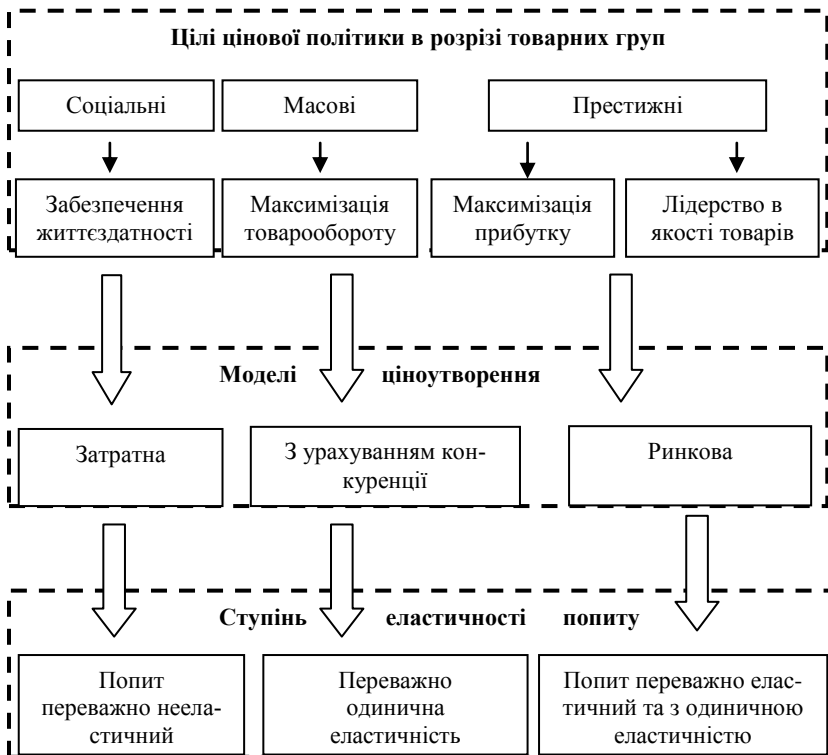 Цілі цінової політики в розрізі товарних груп
Соціальні
Масові
Престижні
Забезпечення
життєздатності
Максимізація
товарообороту
Максимізація
прибутку
Лідерство в
якості товарів
Моделі ціноутворення
Затратна
З урахуванням кон-
куренції
Ринкова
Ступінь еластичності попиту
Попит
переважно неела-
стичний
Переважно
одинична
еластичність
Попит переважно елас-
тичний та з одиничною
еластичністю